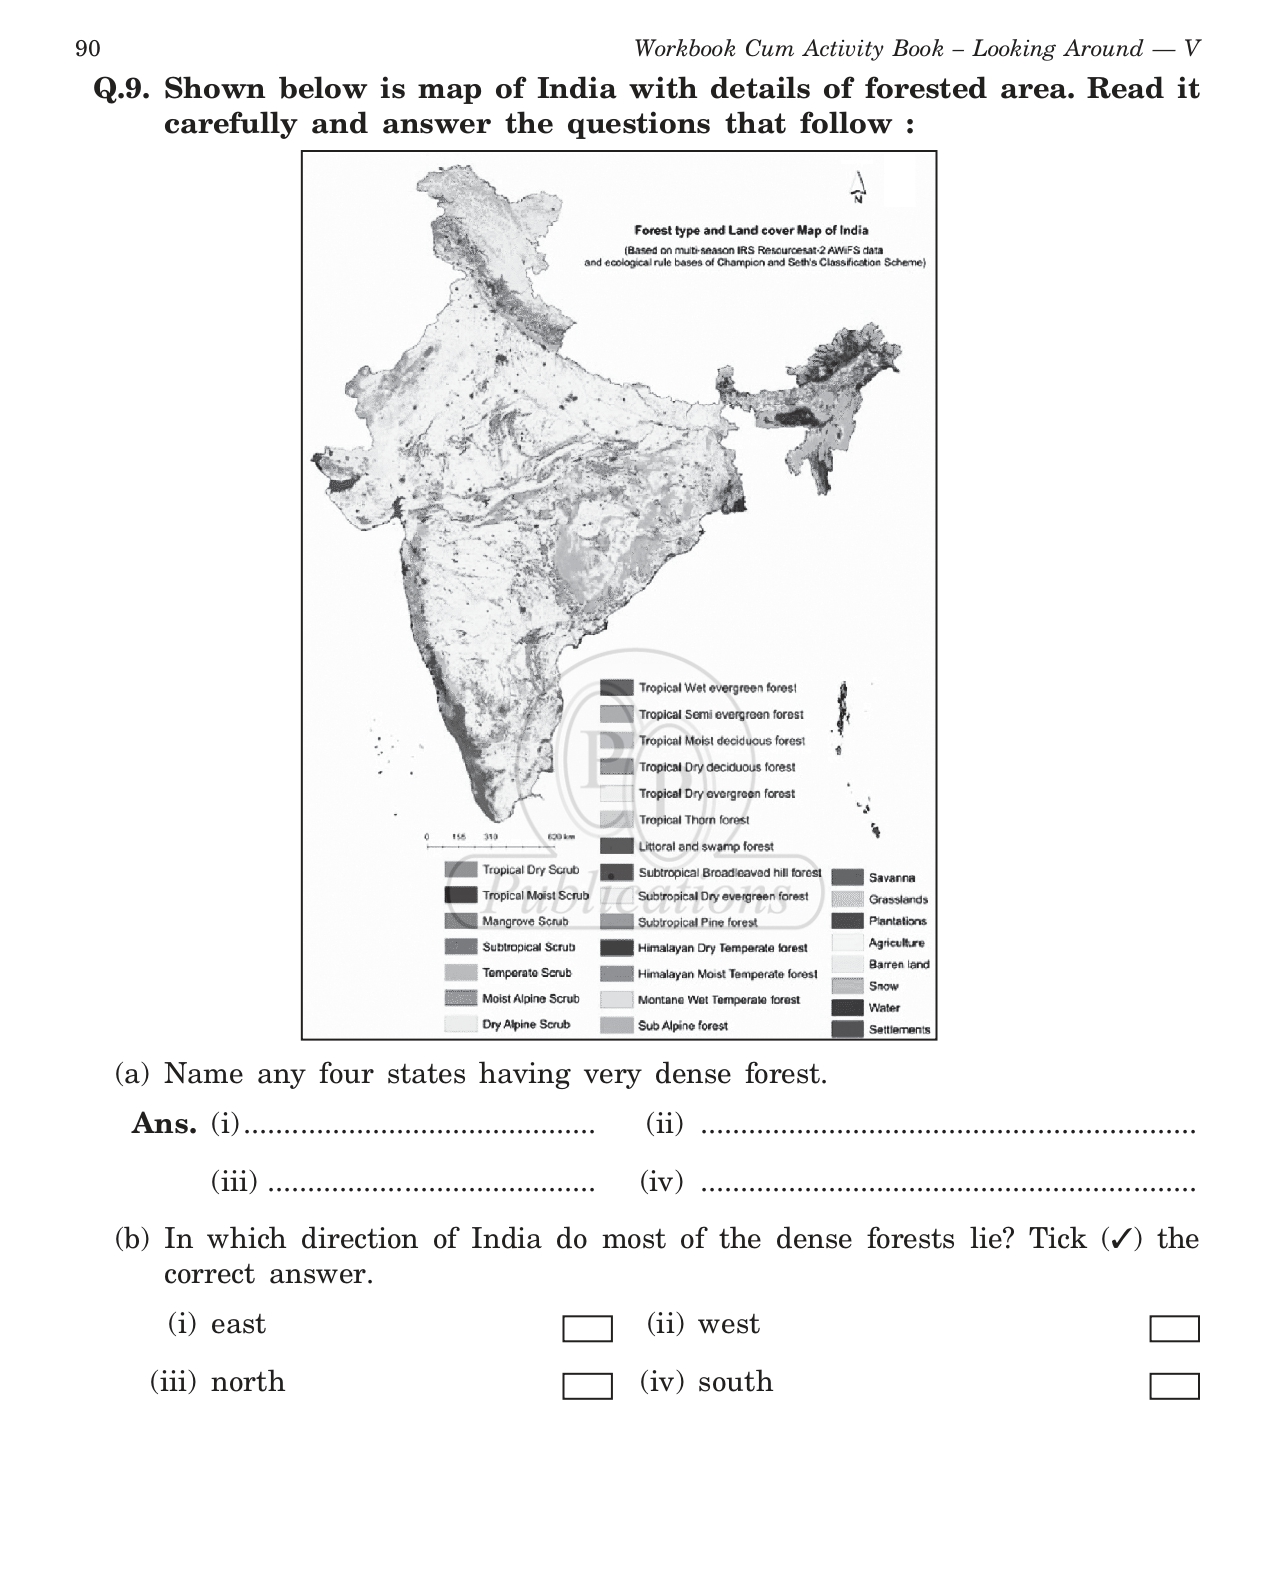 90
Workbook Cum Activity Book – Looking Around — V
Q.9. Shown below is map of India with details of forested area. Read it
carefully and answer the questions that follow :
N
Forest type and Land cover Map of India
(Based on multi-season IRS Resourcesat-2 AWiFS data
and ecological rule bases of Champion and Seth's Classification Scheme)
Tropical Wet evergreen forest
Tropical Semi evergreen forest
Tropical Moist deciduous forest
Tropical Dry deciduous forest
Tropical Dry evergreen forest
Tropical Thorn forest
Littoral and swamp forest
Subtropical Broadleaved hill forest
Subtropical Dry evergreen forest
Subtropical Pine forest
Himalayan Dry Temperate forest
Himalayan Moist Temperate forest
Montane Wet Temperate forest
Sub Alpine forest
0 155 310 620 km
Tropical Dry Scrub
Tropical Moist Scrub
Mangrove Scrub
Subtropical Scrub
Temperate Scrub
Moist Alpine Scrub
Dry Alpine Scrub
Savanna
Grasslands
Plantations
Agriculture
Barren land
Snow
Water
Settlements
PP
Publications
(a) Name any four states having very dense forest.
Ans. (i)............................................ (ii) ..............................................................
(iii) ......................................... (iv) ..............................................................
(b) In which direction of India do most of the dense forests lie? Tick (✓) the
correct answer.
(i) east (ii) west
(iii) north (iv) south